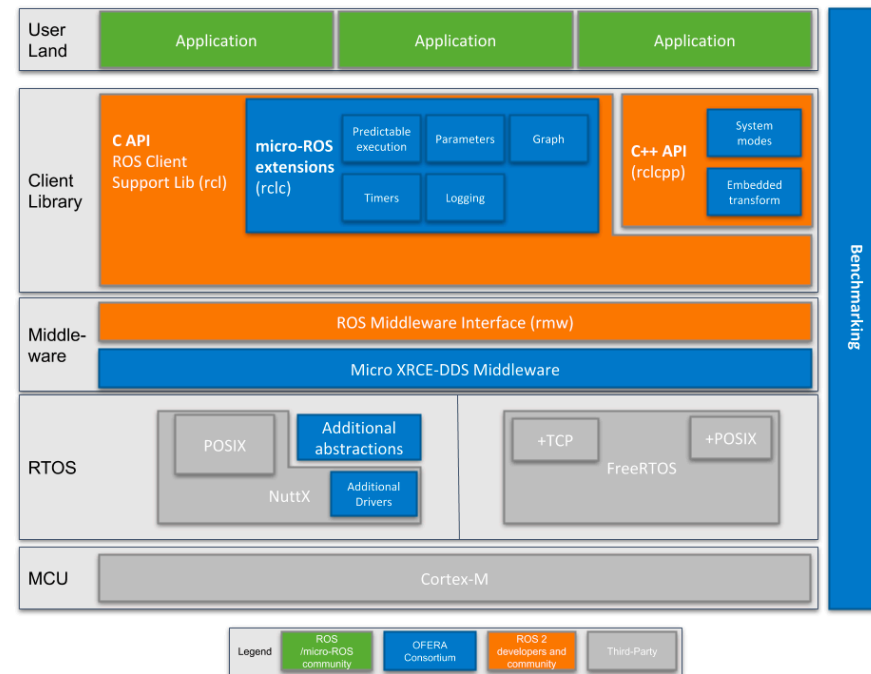 User
Land
Application
Application
Application
Client
Library
C API
ROS Client
Support Lib (rcl)
micro-ROS
extensions
(rclc)
Predictable
execution
Parameters
Graph
Timers
Logging
C++ API
(rclcpp)
System
modes
Embedded
transform
Benchmarking
Middle-
ware
ROS Middleware Interface (rmw)
Micro XRCE-DDS Middleware
RTOS
POSIX
Additional
abstractions
NuttX
Additional
Drivers
+TCP
+POSIX
FreeRTOS
MCU
Cortex-M
Legend
ROS
/micro-ROS
community
OFERA
Consortium
ROS 2
developers and
community
Third-Party